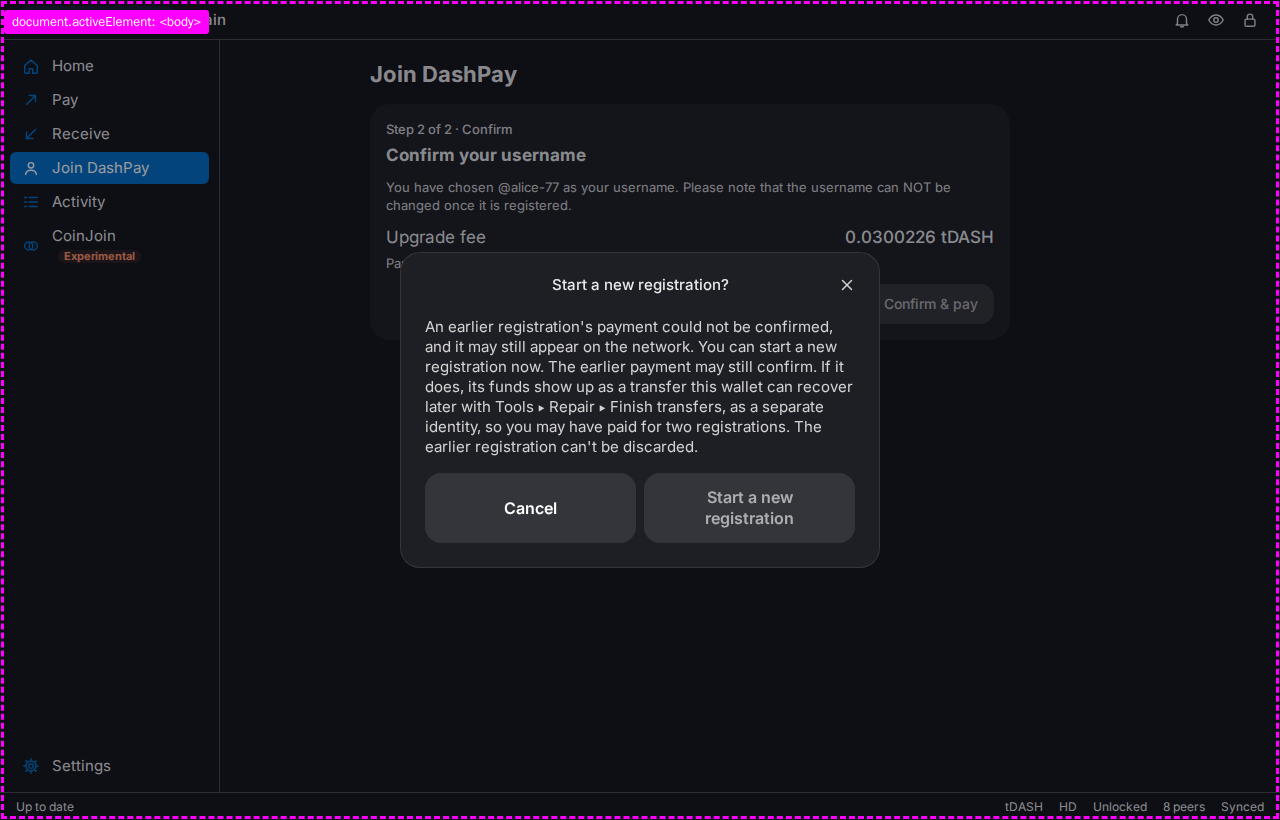 document.activeElement: <body>
Home
Pay
Receive
Join DashPay
Activity
CoinJoin
Experimental
Settings
Join DashPay
Step 2 of 2 · Confirm
Confirm your username
You have chosen @alice-77 as your username. Please note that the username can NOT be
changed once it is registered.
Upgrade fee 0.0300226 tDASH
Confirm & pay
Start a new registration?
An earlier registration's payment could not be confirmed,
and it may still appear on the network. You can start a new
registration now. The earlier payment may still confirm. If it
does, its funds show up as a transfer this wallet can recover
later with Tools ▸ Repair ▸ Finish transfers, as a separate
identity, so you may have paid for two registrations. The
earlier registration can't be discarded.
Cancel
Start a new
registration
Up to date
tDASH HD Unlocked 8 peers Synced